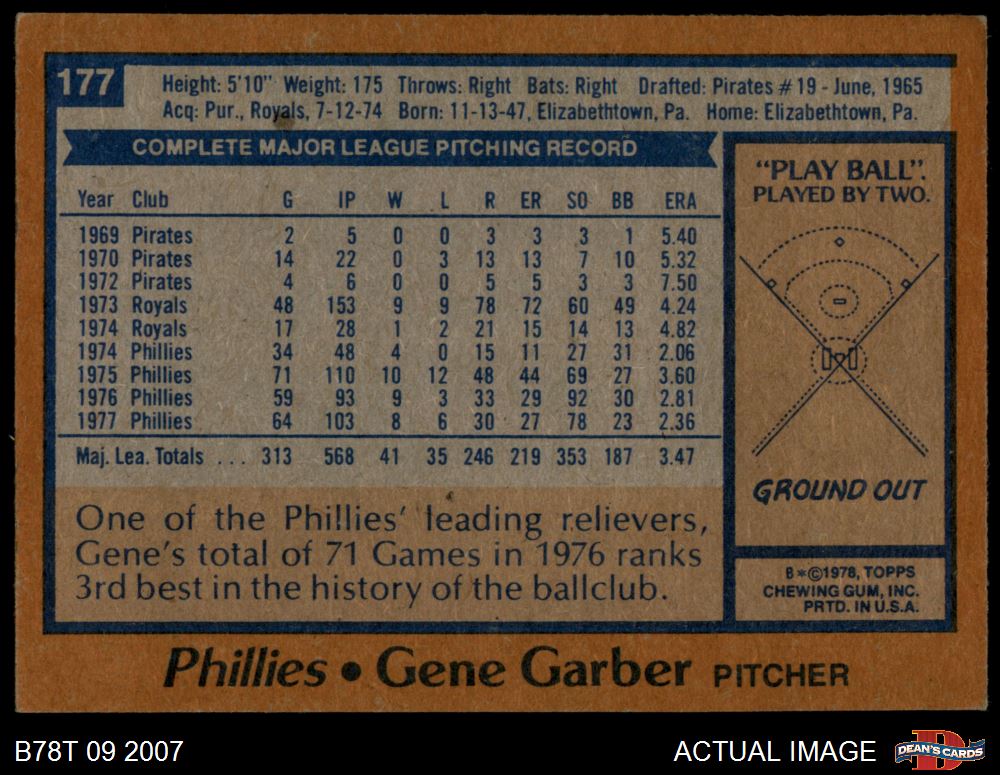 177
Height: 5'10" Weight: 175 Throws: Right Bats: Right Drafted: Pirates #19 - June, 1965
Acq: Pur., Royals, 7-12-74 Born: 11-13-47, Elizabethtown, Pa. Home: Elizabethtown, Pa.
COMPLETE MAJOR LEAGUE PITCHING RECORD
Year Club G IP W L R ER SO BB ERA
1969 Pirates 2 5 0 0 3 3 3 1 5.40
1970 Pirates 14 22 0 3 13 13 7 10 5.32
1972 Pirates 4 6 0 0 5 5 3 3 7.50
1973 Royals 48 153 9 9 78 72 60 49 4.24
1974 Royals 17 28 1 2 21 15 14 13 4.82
1974 Phillies 34 48 4 0 15 11 27 31 2.06
1975 Phillies 71 110 10 12 48 44 69 27 3.60
1976 Phillies 59 93 9 3 33 29 92 30 2.81
1977 Phillies 64 103 8 6 30 27 78 23 2.36
Maj. Lea. Totals ... 313 568 41 35 246 219 353 187 3.47
One of the Phillies' leading relievers,
Gene's total of 71 Games in 1976 ranks
3rd best in the history of the ballclub.
"PLAY BALL":
PLAYED BY TWO.
GROUND OUT
B*©1978, TOPPS
CHEWING GUM, INC.
PRTD. IN U.S.A.
Phillies • Gene Garber PITCHER
B78T 09 2007
ACTUAL IMAGE
D
DEAN'S CARDS